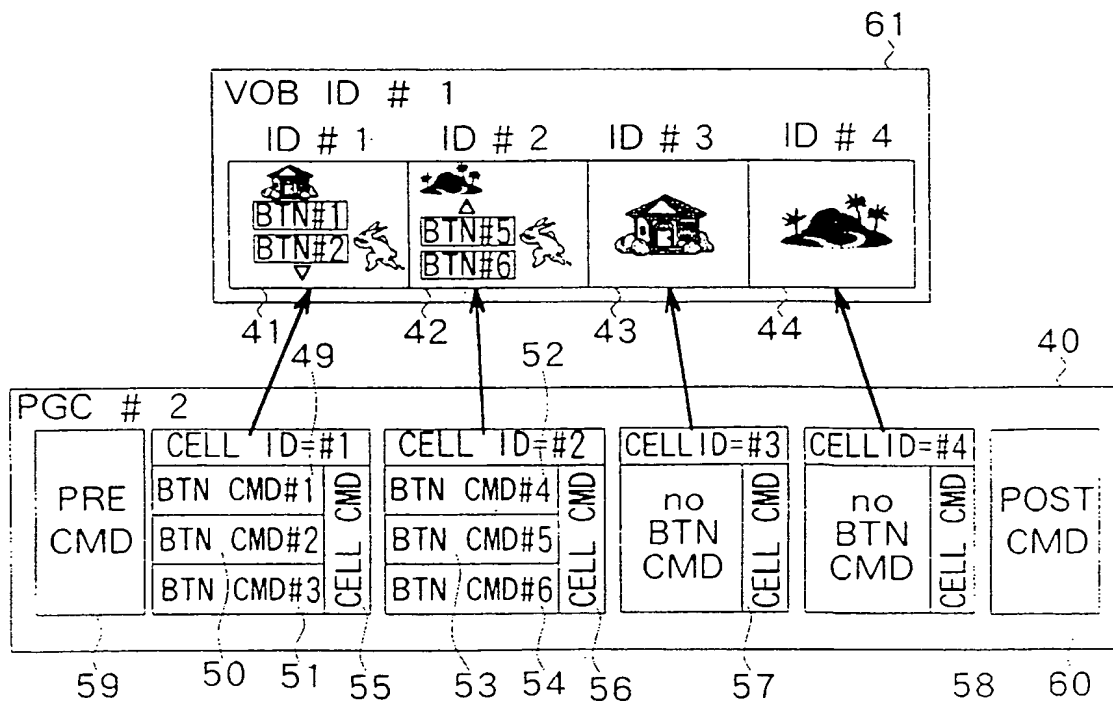 61
VOB ID # 1
ID # 1 ID # 2 ID # 3 ID # 4
BTN#1
BTN#2
BTN#5
BTN#6
41 42 43 44
49 52 40
PGC # 2
PRE
CMD
CELL ID=#1
BTN CMD#1
BTN CMD#2
BTN CMD#3
CELL CMD
CELL ID=#2
BTN CMD#4
BTN CMD#5
BTN CMD#6
CELL CMD
CELLID=#3
no
BTN
CMD
CELL CMD
CELLID=#4
no
BTN
CMD
CELL CMD
POST
CMD
59 50 51 55 53 54 56 57 58 60